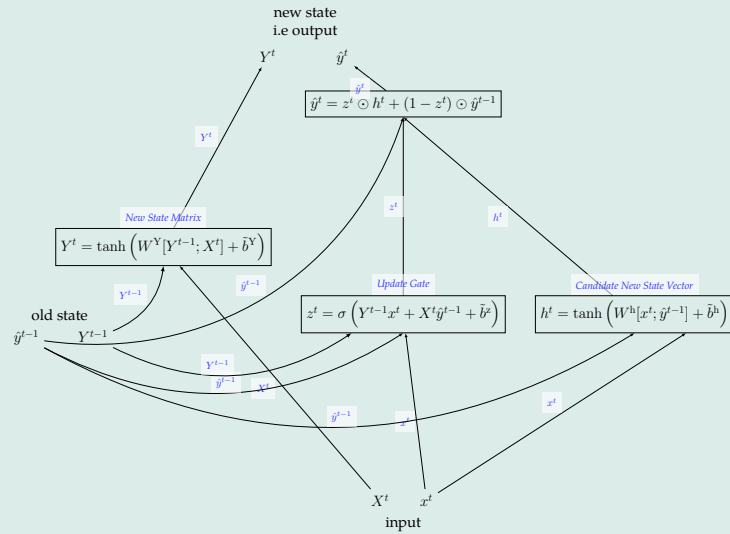 new state
i.e output
Y^t ŷ^t
ŷ^t
ŷ^t = z^i ⊙ h^t + (1 − z^t) ⊙ ŷ^{t−1}
Y^t
z^t
h^t
New State Matrix
Y^t = tanh (W^Y[Y^{t−1}; X^t] + b̃^Y)
Y^{t−1}
ŷ^{t−1}
Update Gate
z^t = σ (Y^{t−1}x^t + X^tŷ^{t−1} + b̃^z)
Candidate New State Vector
h^t = tanh (W^h[x^t; ŷ^{t−1}] + b̃^h)
old state
ŷ^{t−1} Y^{t−1}
Y^{t−1}
ŷ^{t−1}
X^t
ŷ^{t−1}
x^t
x^t
X^t x^t
input